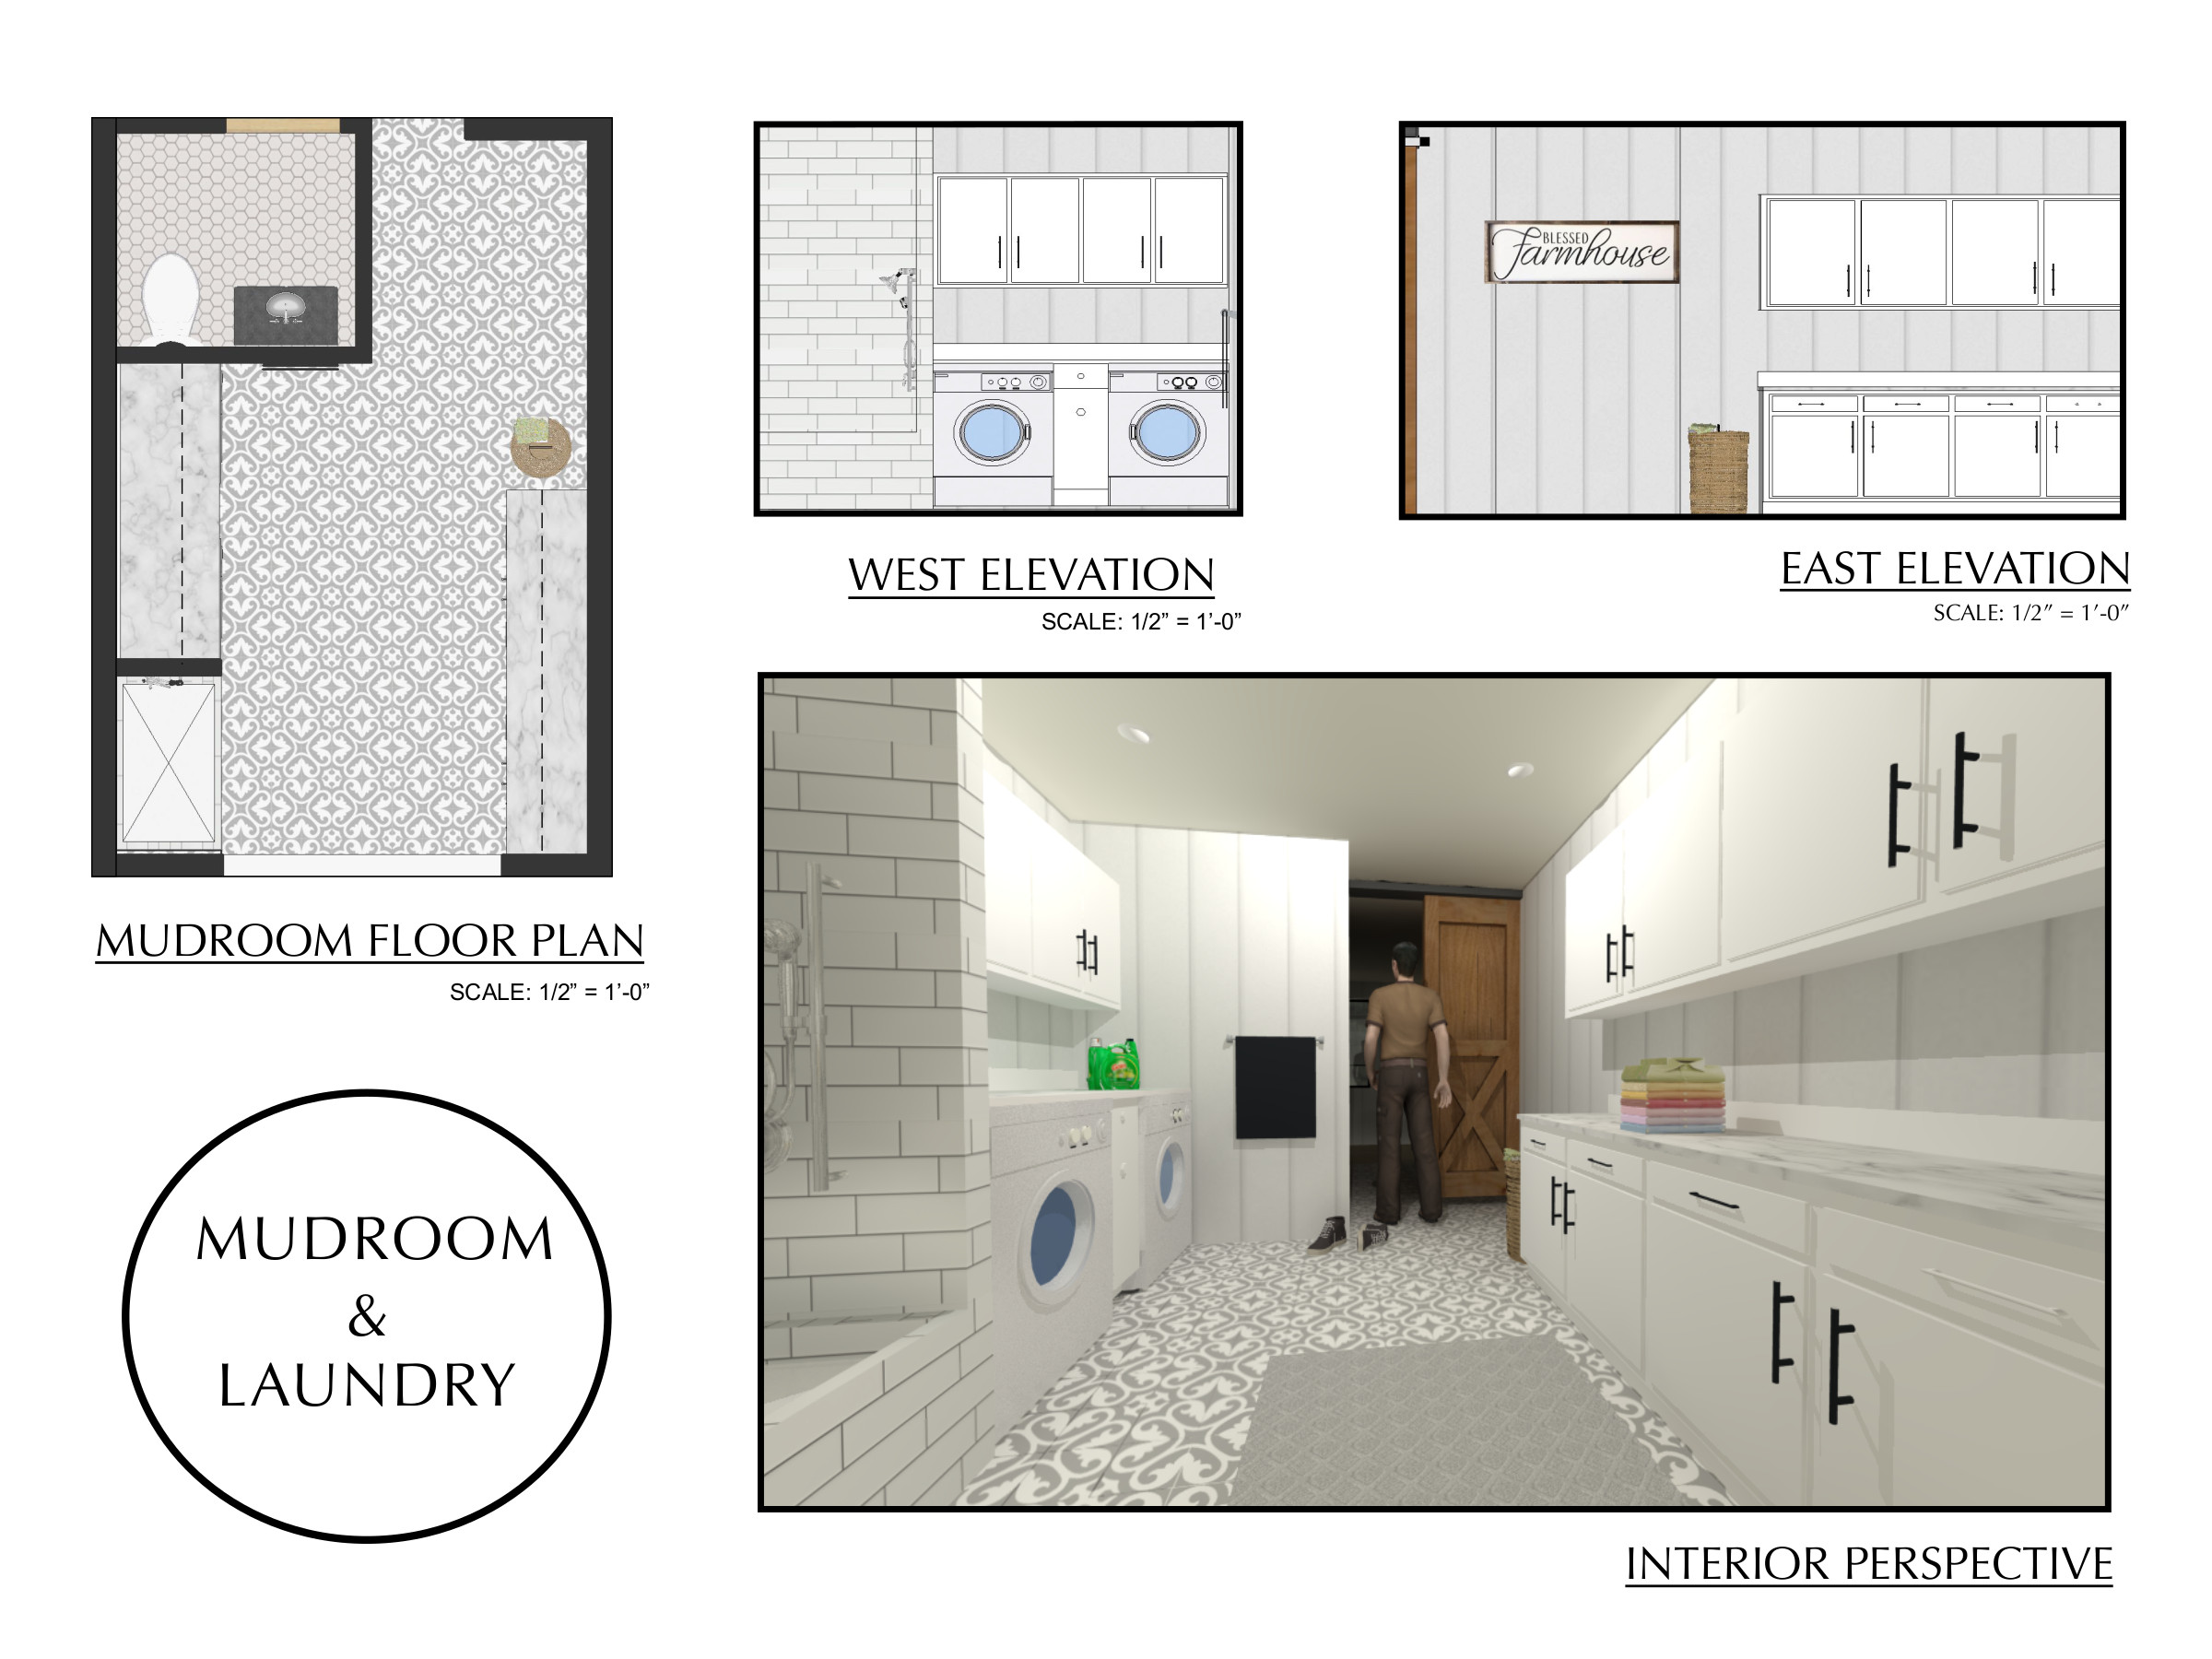 BLESSED
Farmhouse
WEST ELEVATION
SCALE: 1/2” = 1’-0”
EAST ELEVATION
SCALE: 1/2” = 1’-0”
MUDROOM FLOOR PLAN
SCALE: 1/2” = 1’-0”
MUDROOM
&
LAUNDRY
INTERIOR PERSPECTIVE